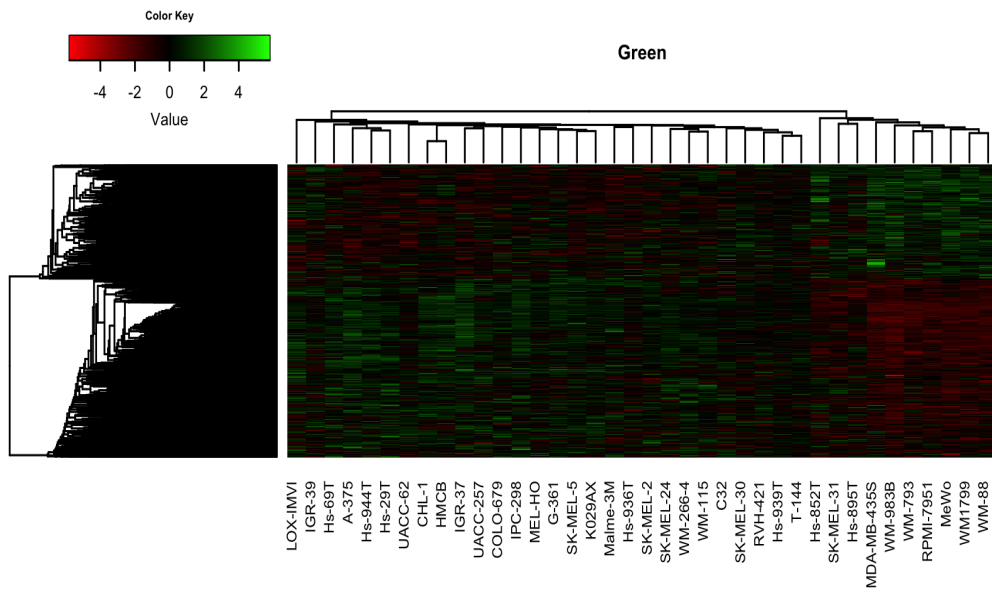 Color Key
-4 -2 0 2 4
Value
Green
LOX-IMVI
IGR-39
Hs-69T
A-375
Hs-944T
Hs-29T
UACC-62
CHL-1
HMCB
IGR-37
UACC-257
COLO-679
IPC-298
MEL-HO
G-361
SK-MEL-5
K029AX
Malme-3M
Hs-936T
SK-MEL-2
SK-MEL-24
WM-266-4
WM-115
C32
SK-MEL-30
RVH-421
Hs-939T
T-144
Hs-852T
SK-MEL-31
Hs-895T
MDA-MB-435S
WM-983B
WM-793
RPMI-7951
MeWo
WM1799
WM-88